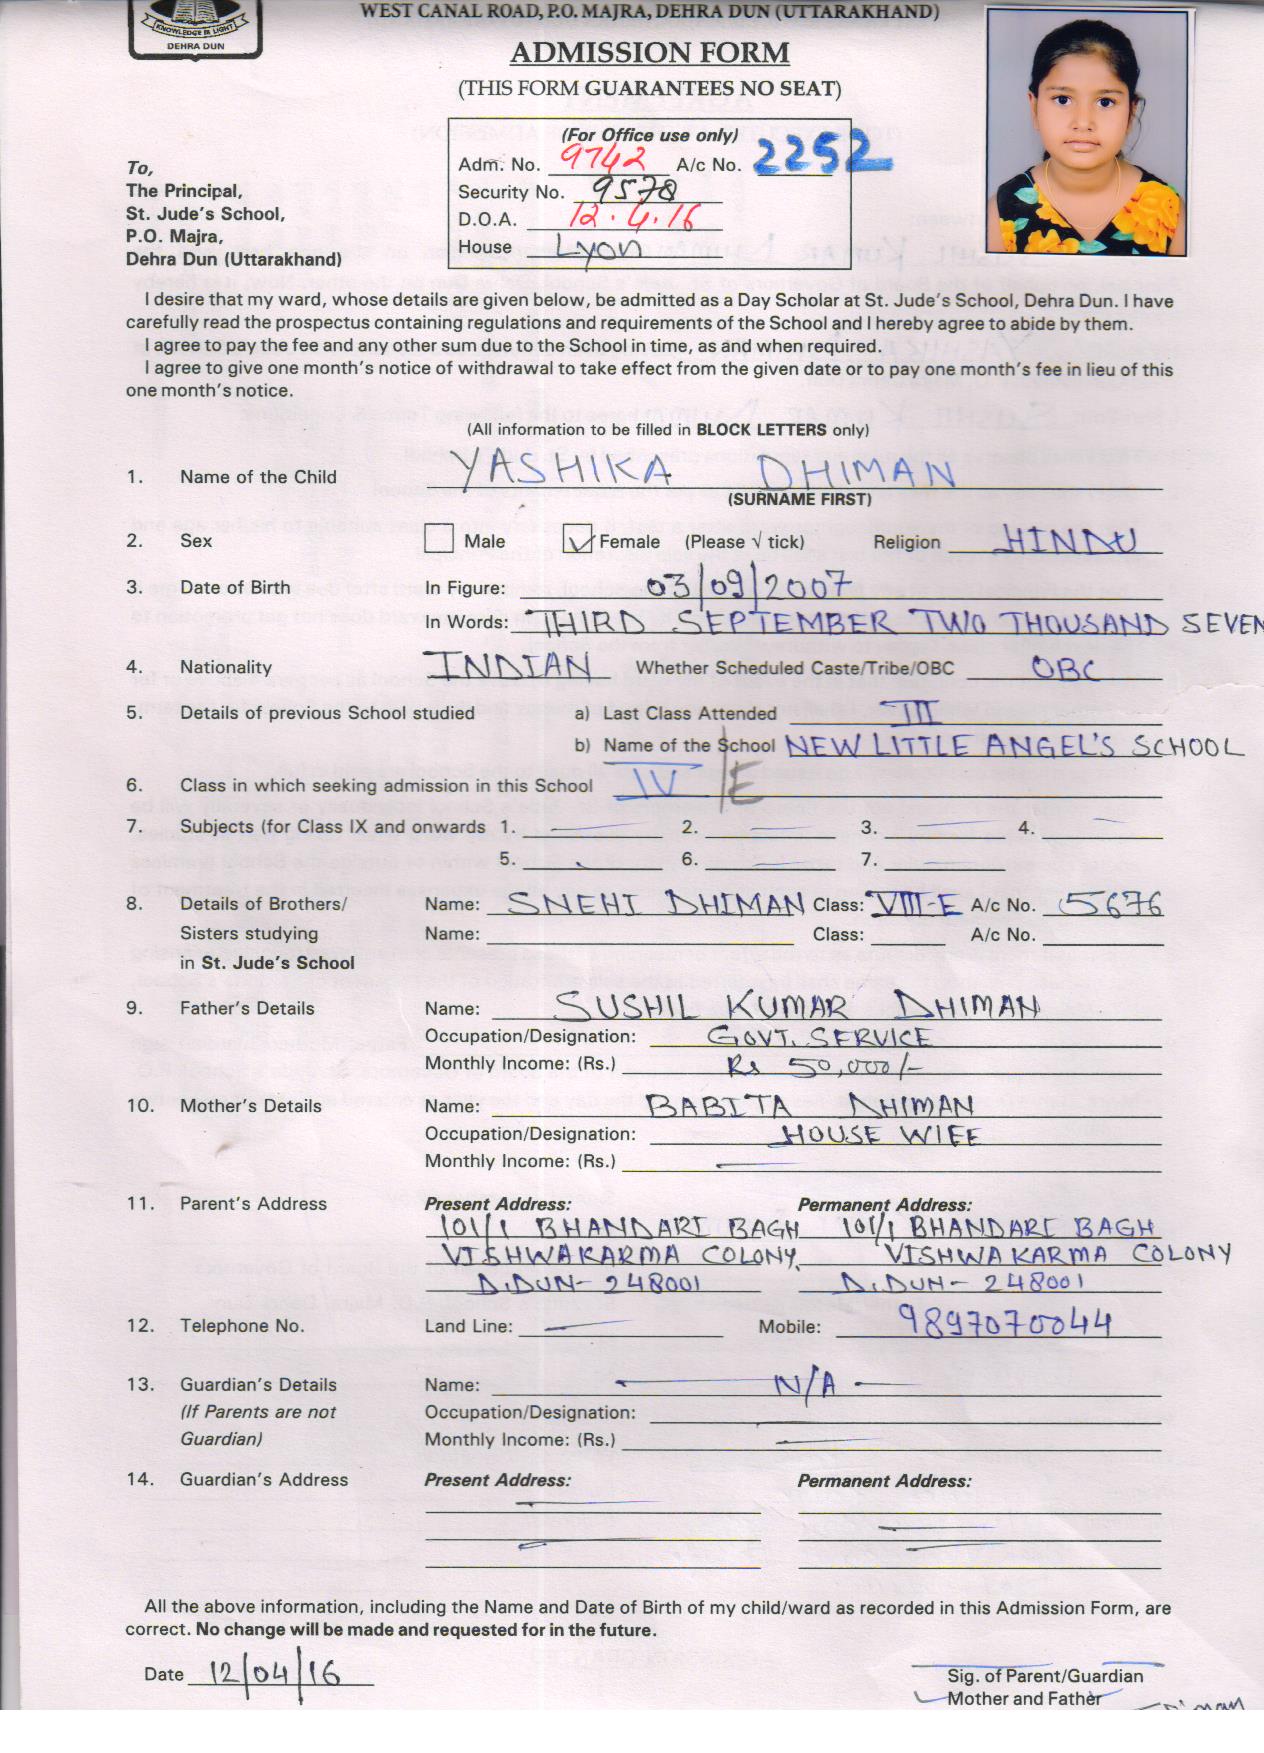 KNOWLEDGE IS LIGHT
DEHRA DUN
WEST CANAL ROAD, P.O. MAJRA, DEHRA DUN (UTTARAKHAND)
ADMISSION FORM
(THIS FORM GUARANTEES NO SEAT)
(For Office use only)
Adm. No. 9742 A/c No. 2252
Security No. 9578
D.O.A. 12.4.16
House Lyon
To,
The Principal,
St. Jude's School,
P.O. Majra,
Dehra Dun (Uttarakhand)
I desire that my ward, whose details are given below, be admitted as a Day Scholar at St. Jude's School, Dehra Dun. I have
carefully read the prospectus containing regulations and requirements of the School and I hereby agree to abide by them.
I agree to pay the fee and any other sum due to the School in time, as and when required.
I agree to give one month's notice of withdrawal to take effect from the given date or to pay one month's fee in lieu of this
one month's notice.
(All information to be filled in BLOCK LETTERS only)
1. Name of the Child YASHIKA DHIMAN
(SURNAME FIRST)
2. Sex Male Female (Please √ tick) Religion HINDU
3. Date of Birth In Figure: 03/09/2007
In Words: THIRD SEPTEMBER TWO THOUSAND SEVEN
4. Nationality INDIAN Whether Scheduled Caste/Tribe/OBC OBC
5. Details of previous School studied a) Last Class Attended III
b) Name of the School NEW LITTLE ANGEL'S SCHOOL
6. Class in which seeking admission in this School IV/E
7. Subjects (for Class IX and onwards 1. 2. 3. 4.
5. 6. 7.
8. Details of Brothers/ Name: SNEHI DHIMAN Class: VIII-E A/c No. 5676
Sisters studying Name: Class: A/c No.
in St. Jude's School
9. Father's Details Name: SUSHIL KUMAR DHIMAN
Occupation/Designation: GOVT. SERVICE
Monthly Income: (Rs.) Rs 50,000/-
10. Mother's Details Name: BABITA DHIMAN
Occupation/Designation: HOUSE WIFE
Monthly Income: (Rs.)
11. Parent's Address Present Address: Permanent Address:
101/1 BHANDARI BAGH 101/1 BHANDARI BAGH
VISHWAKARMA COLONY, VISHWAKARMA COLONY
D.DUN-248001 D.DUN-248001
12. Telephone No. Land Line: Mobile: 9897070044
13. Guardian's Details Name: N/A
(If Parents are not Occupation/Designation:
Guardian) Monthly Income: (Rs.)
14. Guardian's Address Present Address: Permanent Address:
All the above information, including the Name and Date of Birth of my child/ward as recorded in this Admission Form, are
correct. No change will be made and requested for in the future.
Date 12/04/16
Sig. of Parent/Guardian
Mother and Father